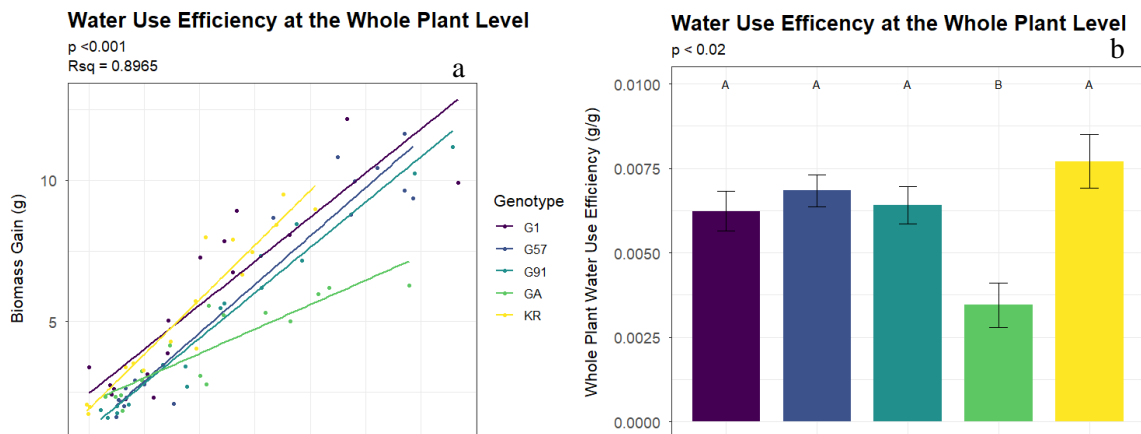 Water Use Efficiency at the Whole Plant Level
p <0.001
Rsq = 0.8965
a
Biomass Gain (g)
10
5
Genotype
G1
G57
G91
GA
KR
Water Use Efficency at the Whole Plant Level
p < 0.02
b
Whole Plant Water Use Efficiency (g/g)
0.0100
0.0075
0.0050
0.0025
0.0000
A A A B A